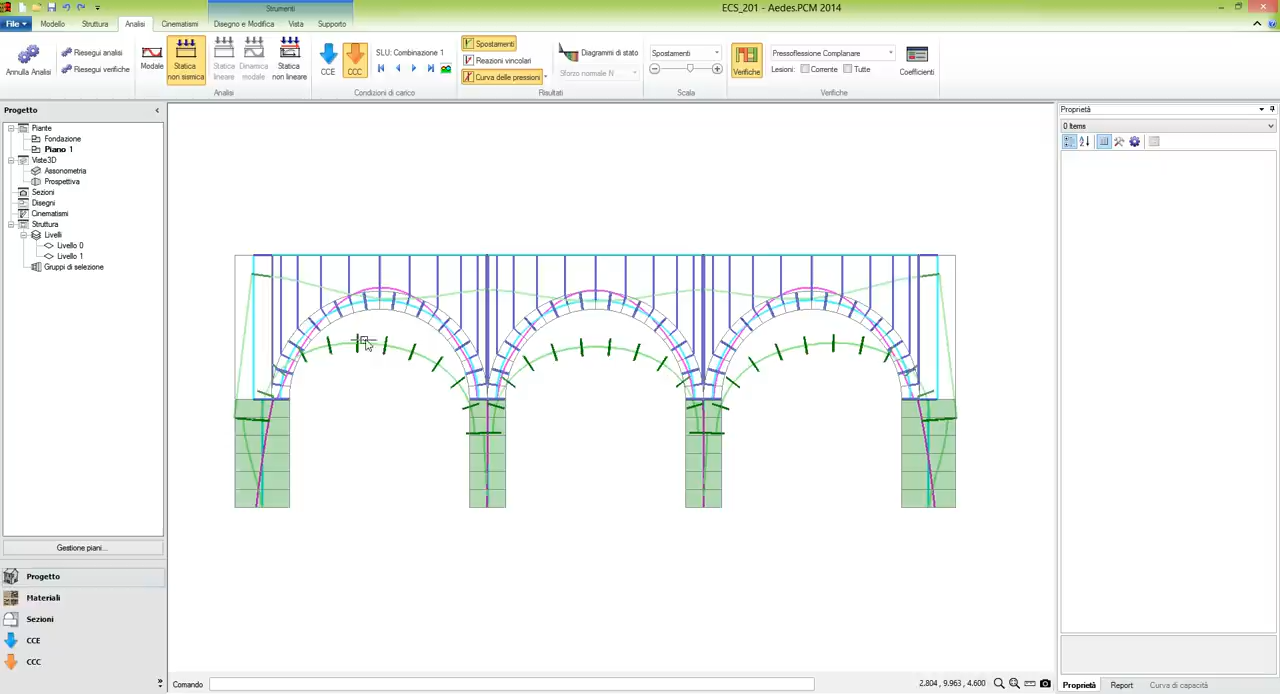 ECS_201 - Aedes.PCM 2014
Strumenti
File
Modello
Struttura
Analisi
Cinematismi
Disegno e Modifica
Vista
Supporto
Annulla Analisi
Riesegui analisi
Riesegui verifiche
Modale
Statica non sismica
Statica lineare
Dinamica modale
Statica non lineare
Analisi
CCE
CCC
SLU: Combinazione 1
Condizioni di carico
Spostamenti
Reazioni vincolari
Curva delle pressioni
Diagrammi di stato
Sforzo normale N
Risultati
Spostamenti
Scala
Verifiche
Pressoflessione Complanare
Lesioni:
Corrente
Tutte
Coefficienti
Verifiche
Progetto
Piante
Fondazione
Piano 1
Viste3D
Assonometria
Prospettiva
Sezioni
Disegni
Cinematismi
Struttura
Livelli
Livello 0
Livello 1
Gruppi di selezione
Gestione piani...
Progetto
Materiali
Sezioni
CCE
CCC
Comando
2.804 , 9.963 , 4.600
Proprietà
0 Items
Proprietà
Report
Curva di capacità